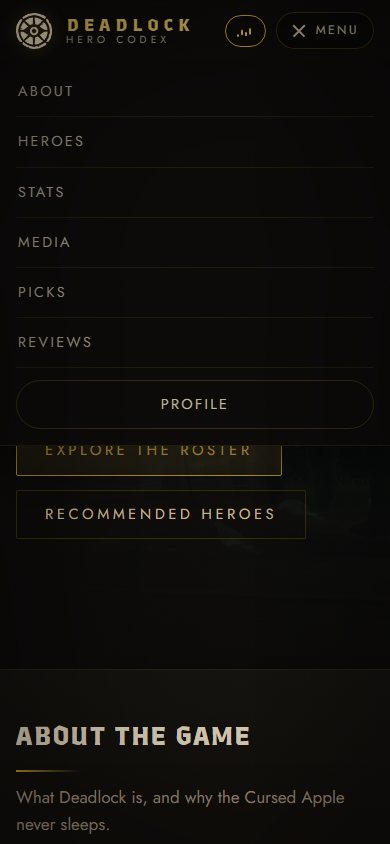 DEADLOCK
HERO CODEX
MENU
ABOUT
HEROES
STATS
MEDIA
PICKS
REVIEWS
PROFILE
EXPLORE THE ROSTER
RECOMMENDED HEROES
ABOUT THE GAME
What Deadlock is, and why the Cursed Apple
never sleeps.